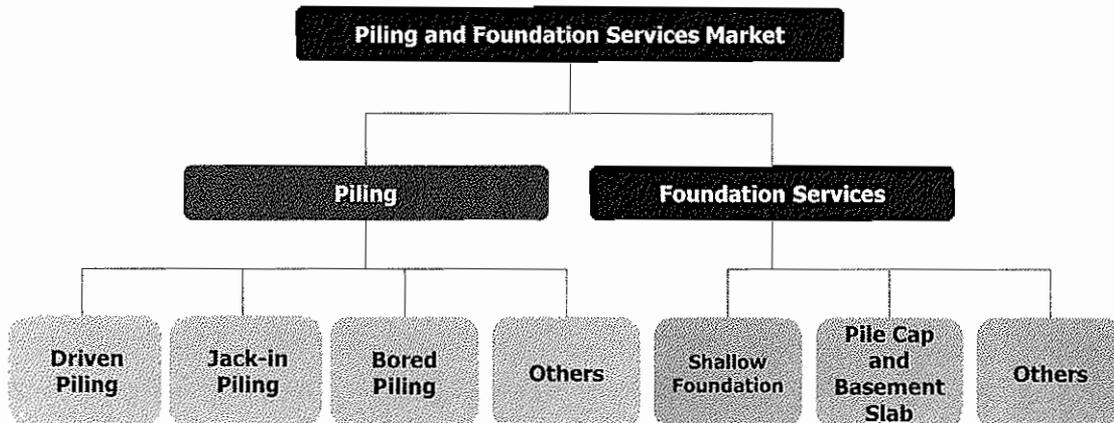 Piling and Foundation Services Market
Piling
Foundation Services
Driven
Piling
Jack-in
Piling
Bored
Piling
Others
Shallow
Foundation
Pile Cap
and
Basement
Slab
Others